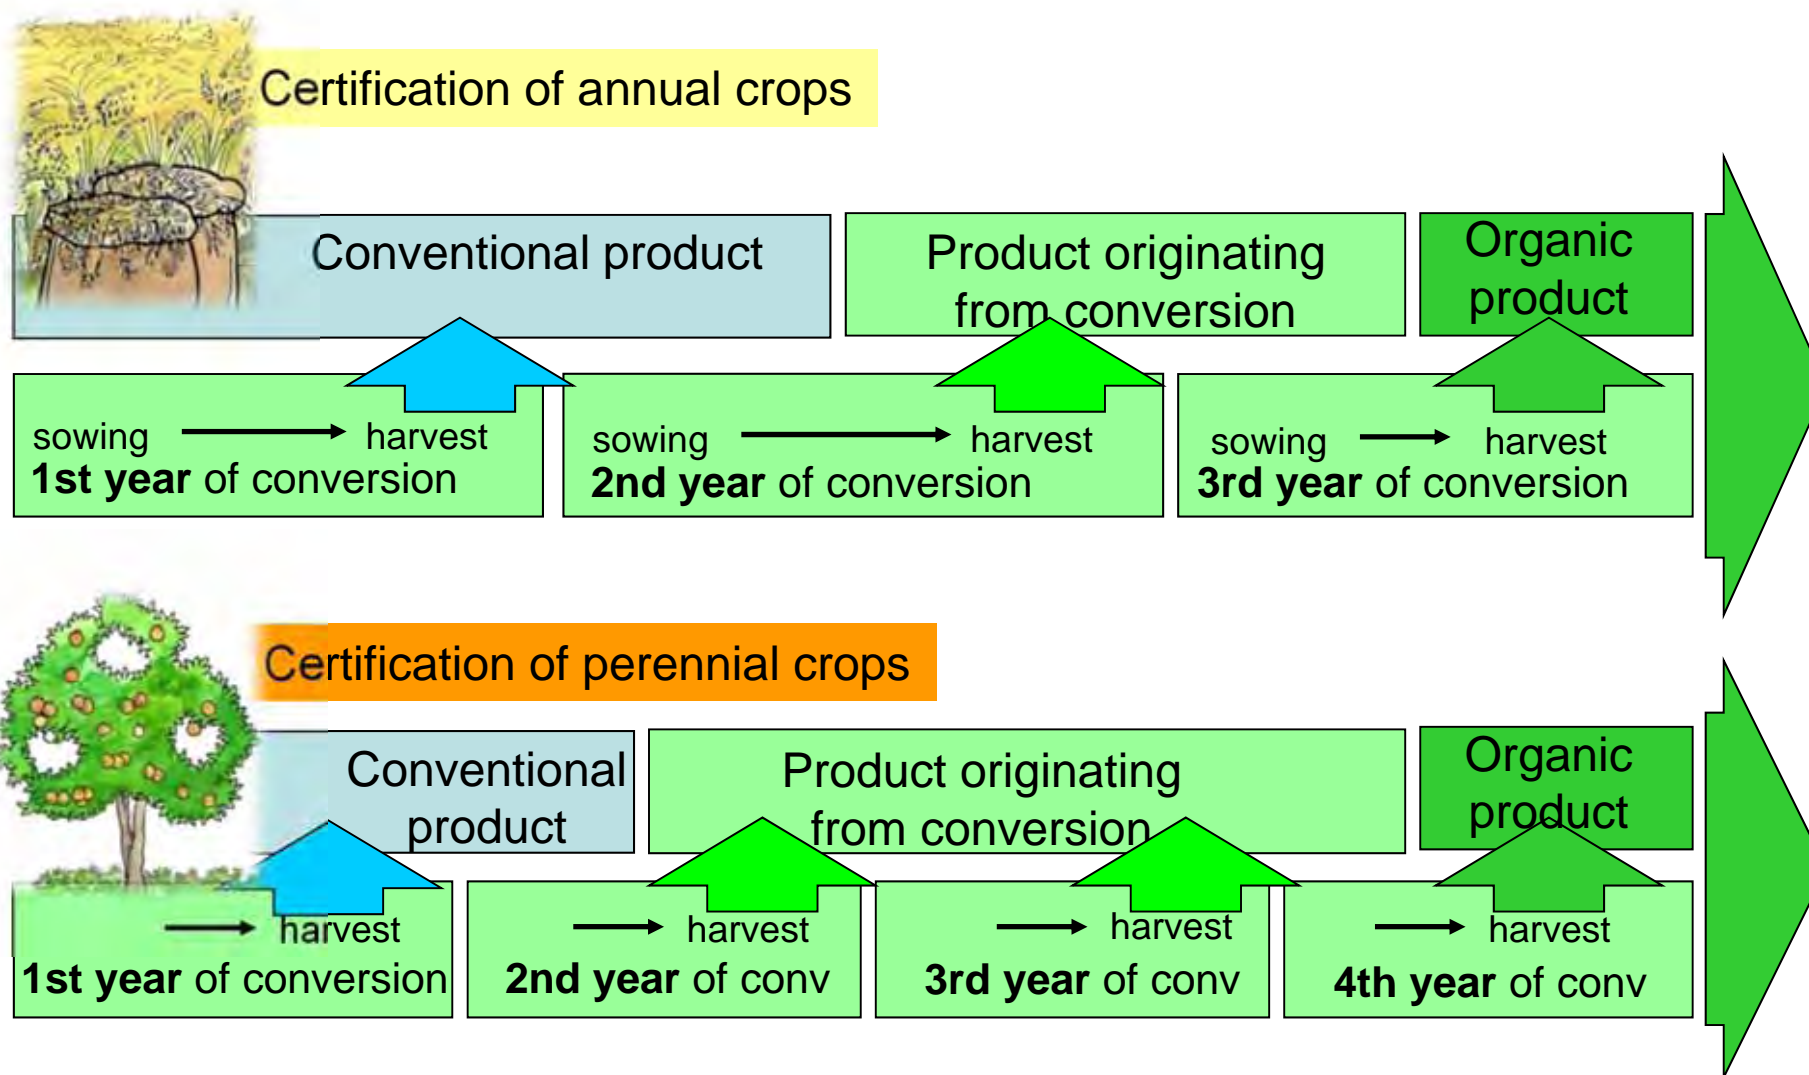 Certification of annual crops
Conventional product
Product originating
from conversion
Organic
product
sowing harvest
1st year of conversion
sowing harvest
2nd year of conversion
sowing harvest
3rd year of conversion
Certification of perennial crops
Conventional
product
Product originating
from conversion
Organic
product
harvest
1st year of conversion
harvest
2nd year of conv
harvest
3rd year of conv
harvest
4th year of conv